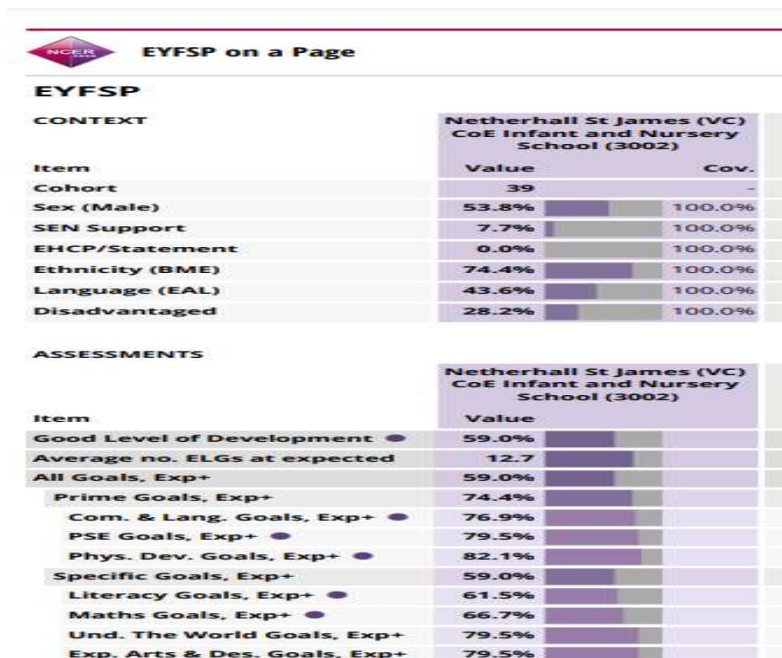 NCER
EYFSP on a Page
EYFSP
CONTEXT
Netherhall St James (VC)
CoE Infant and Nursery
School (3002)
Item Value Cov.
Cohort 39 -
Sex (Male) 53.8% 100.0%
SEN Support 7.7% 100.0%
EHCP/Statement 0.0% 100.0%
Ethnicity (BME) 74.4% 100.0%
Language (EAL) 43.6% 100.0%
Disadvantaged 28.2% 100.0%
ASSESSMENTS
Netherhall St James (VC)
CoE Infant and Nursery
School (3002)
Item Value
Good Level of Development 59.0%
Average no. ELGs at expected 12.7
All Goals, Exp+ 59.0%
Prime Goals, Exp+ 74.4%
Com. & Lang. Goals, Exp+ 76.9%
PSE Goals, Exp+ 79.5%
Phys. Dev. Goals, Exp+ 82.1%
Specific Goals, Exp+ 59.0%
Literacy Goals, Exp+ 61.5%
Maths Goals, Exp+ 66.7%
Und. The World Goals, Exp+ 79.5%
Exp. Arts & Des. Goals, Exp+ 79.5%